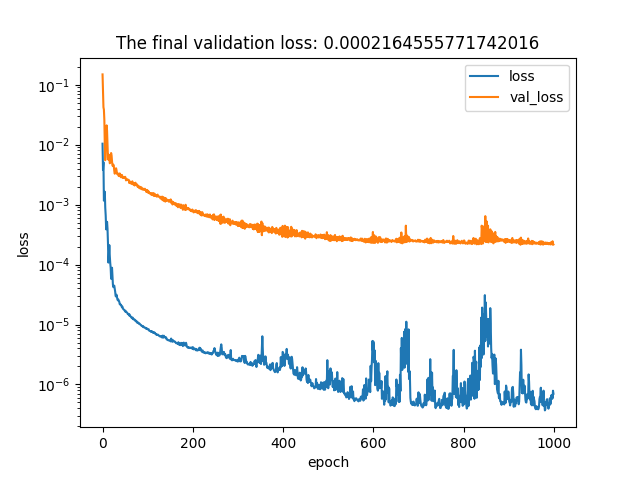 The final validation loss: 0.0002164555771742016
loss
val_loss
10⁻¹
10⁻²
10⁻³
10⁻⁴
10⁻⁵
10⁻⁶
loss
0
200
400
600
800
1000
epoch